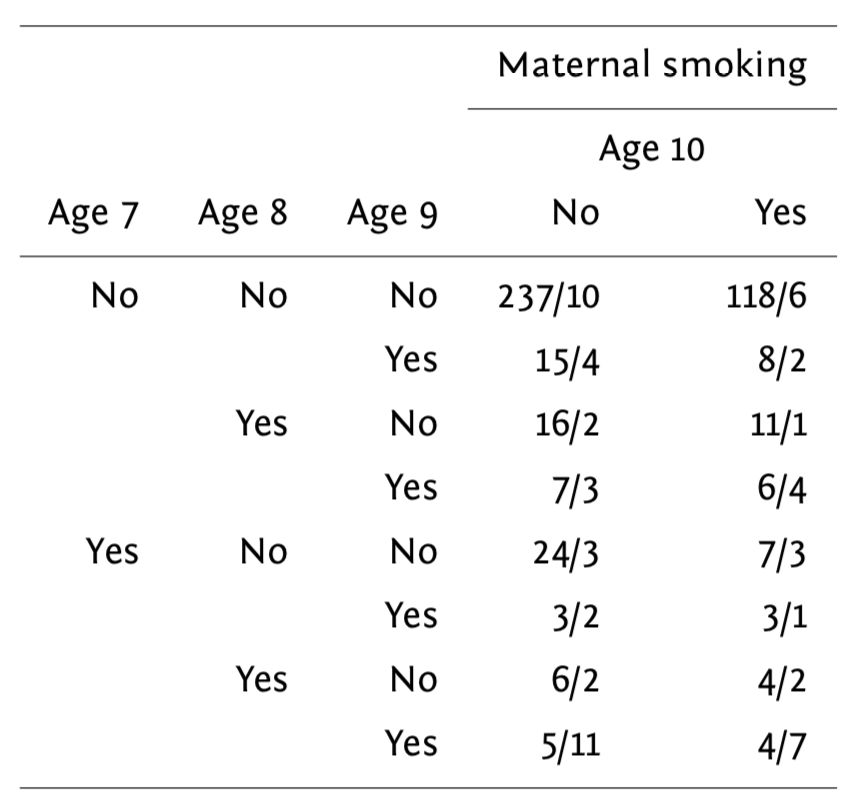 Maternal smoking
Age 10
Age 7 Age 8 Age 9 No Yes
No No No 237/10 118/6
Yes 15/4 8/2
Yes No 16/2 11/1
Yes 7/3 6/4
Yes No No 24/3 7/3
Yes 3/2 3/1
Yes No 6/2 4/2
Yes 5/11 4/7